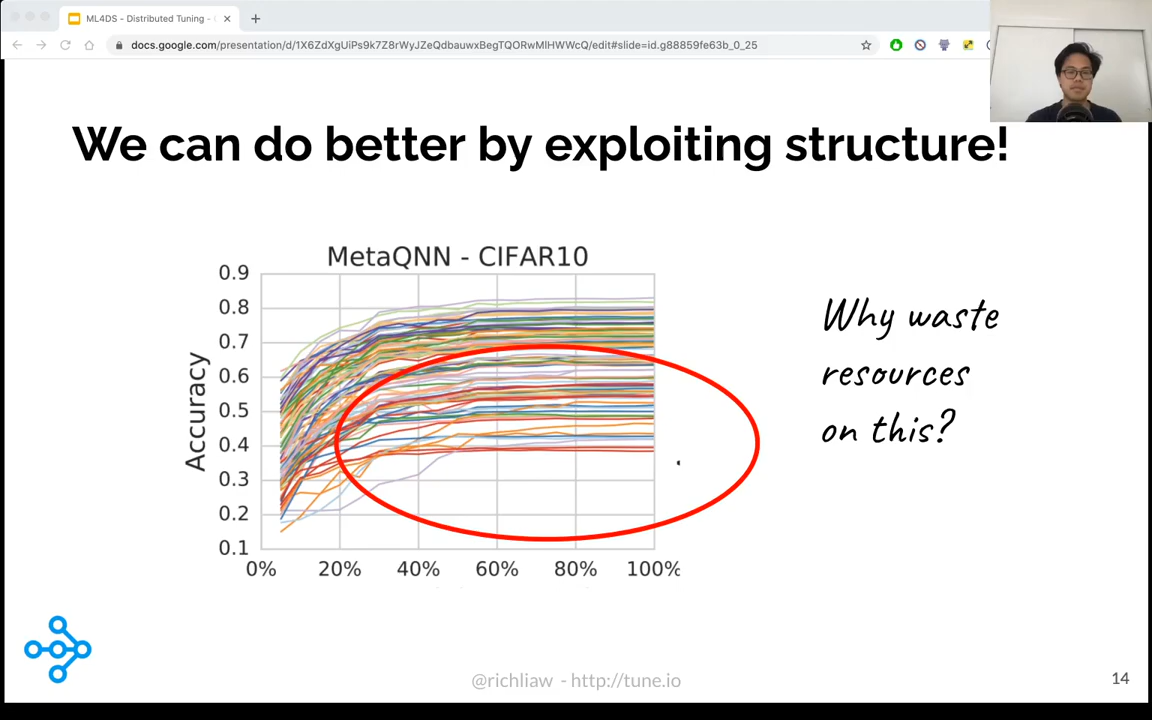 ML4DS - Distributed Tuning -
docs.google.com/presentation/d/1X6ZdXgUiPs9k7Z8rWyJZeQdbauwxBegTQORwMlHWWcQ/edit#slide=id.g88859fe63b_0_25
We can do better by exploiting structure!
MetaQNN - CIFAR10
Accuracy
0.9
0.8
0.7
0.6
0.5
0.4
0.3
0.2
0.1
0% 20% 40% 60% 80% 100%
Why waste
resources
on this?
@richliaw - http://tune.io
14